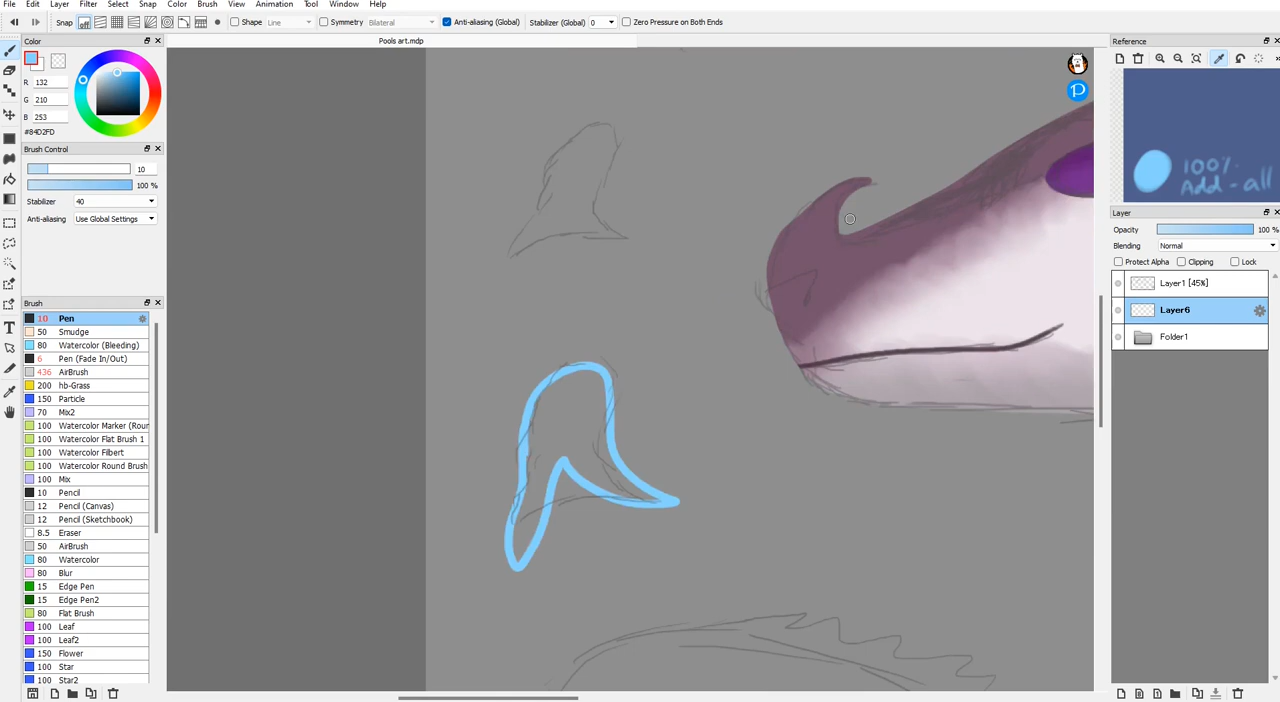 File Edit Layer Filter Snap Color Brush View Animation Tool Window Help
Snap off Shape Line Symmetry Bilateral Anti-aliasing (Global) Stabilizer (Global) 0 Zero Pressure on Both Ends
Color
Pools art.mdp
Reference
R 132
G 210
B 253
#84D2FD
Brush Control
10
100 %
Stabilizer 40
Anti-aliasing Use Global Settings
100%
Add-all
Layer
Opacity 100 %
Blending Normal
Protect Alpha Clipping Lock
Layer1 [45%]
Layer6
Folder1
Brush
10 Pen
50 Smudge
80 Watercolor (Bleeding)
6 Pen (Fade In/Out)
436 AirBrush
200 hb-Grass
150 Particle
70 Mix2
100 Watercolor Marker (Roun
100 Watercolor Flat Brush 1
100 Watercolor Filbert
100 Watercolor Round Brush
100 Mix
10 Pencil
12 Pencil (Canvas)
12 Pencil (Sketchbook)
8.5 Eraser
50 AirBrush
80 Watercolor
80 Blur
15 Edge Pen
15 Edge Pen2
80 Flat Brush
100 Leaf
100 Leaf2
150 Flower
100 Star
100 Star2